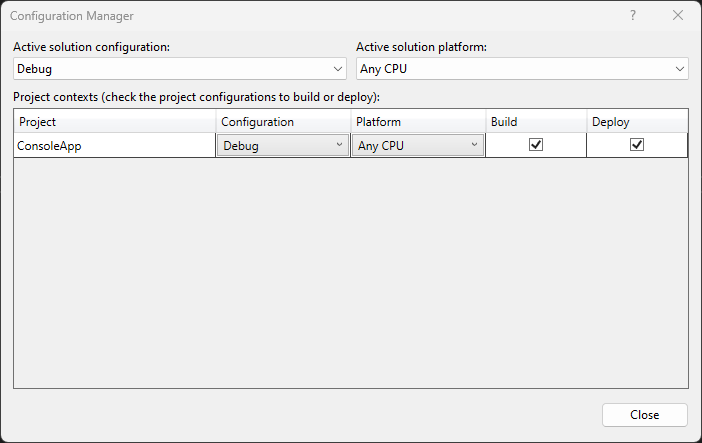 Configuration Manager
?
Active solution configuration: Active solution platform:
Debug Any CPU
Project contexts (check the project configurations to build or deploy):
Project Configuration Platform Build Deploy
ConsoleApp Debug Any CPU
Close